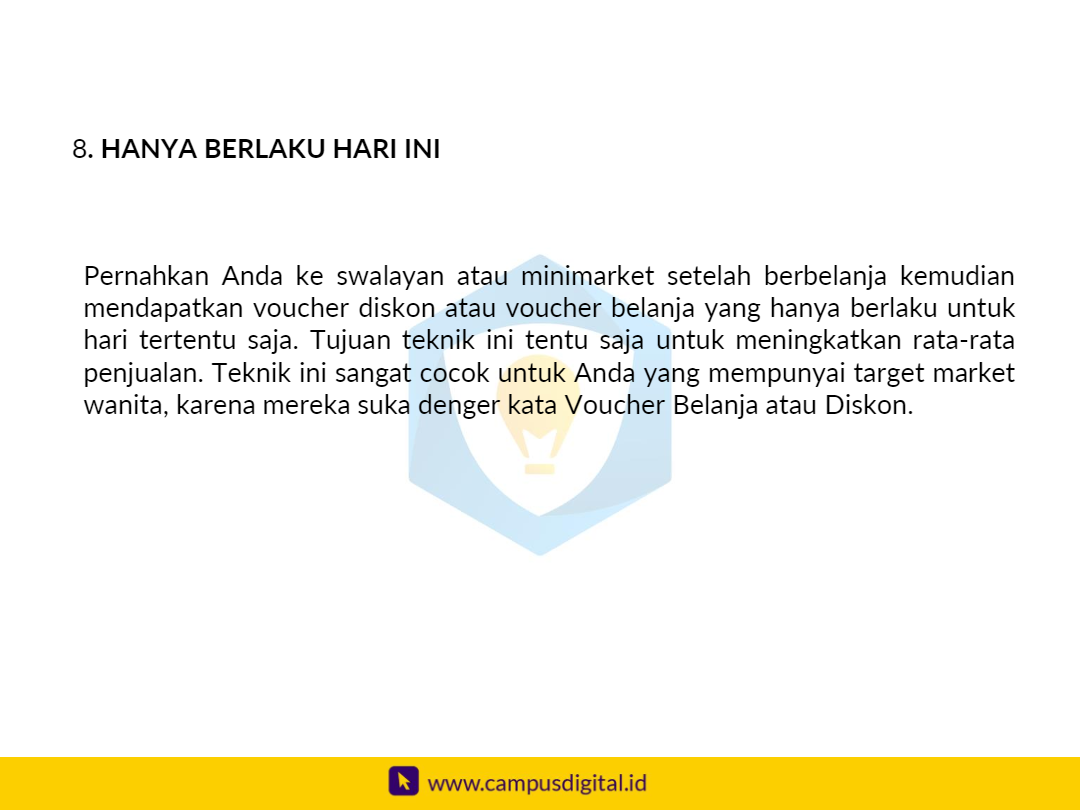 8. HANYA BERLAKU HARI INI
Pernahkan Anda ke swalayan atau minimarket setelah berbelanja kemudian
mendapatkan voucher diskon atau voucher belanja yang hanya berlaku untuk
hari tertentu saja. Tujuan teknik ini tentu saja untuk meningkatkan rata-rata
penjualan. Teknik ini sangat cocok untuk Anda yang mempunyai target market
wanita, karena mereka suka denger kata Voucher Belanja atau Diskon.
www.campusdigital.id